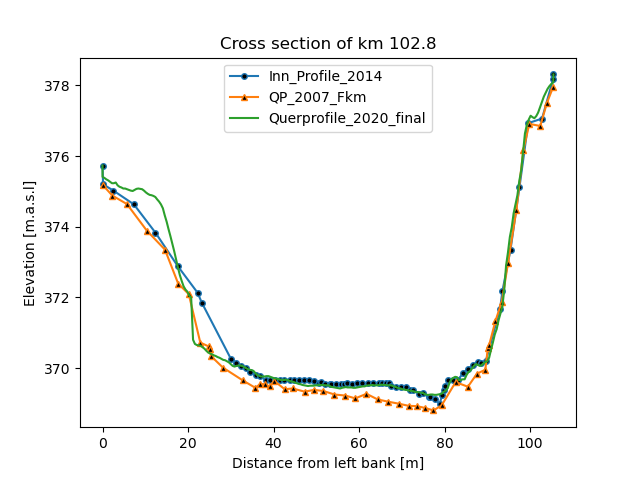 Cross section of km 102.8
Inn_Profile_2014
QP_2007_Fkm
Querprofile_2020_final
378
376
374
372
370
Elevation [m.a.s.l]
0 20 40 60 80 100
Distance from left bank [m]